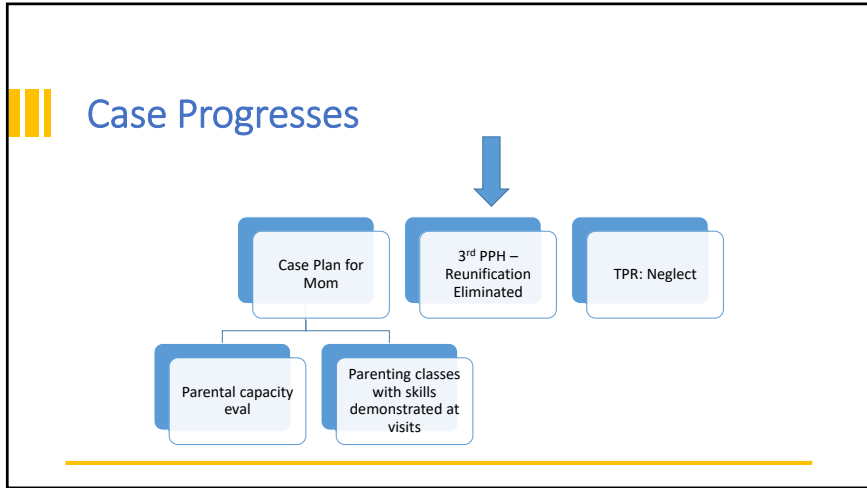 Case Progresses
Case Plan for
Mom
3rd PPH –
Reunification
Eliminated
TPR: Neglect
Parental capacity
eval
Parenting classes
with skills
demonstrated at
visits